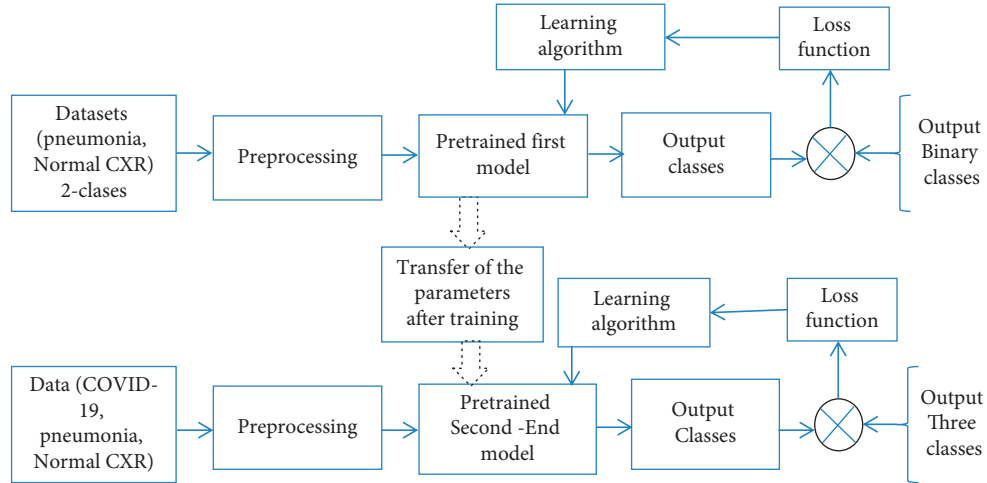 Learning
algorithm
Loss
function
Datasets
(pneumonia,
Normal CXR)
2-clases
Preprocessing
Pretrained first
model
Output
classes
Output
Binary
classes
Transfer of the
parameters
after training
Learning
algorithm
Loss
function
Data (COVID-
19,
pneumonia,
Normal CXR)
Preprocessing
Pretrained
Second -End
model
Output
Classes
Output
Three
classes